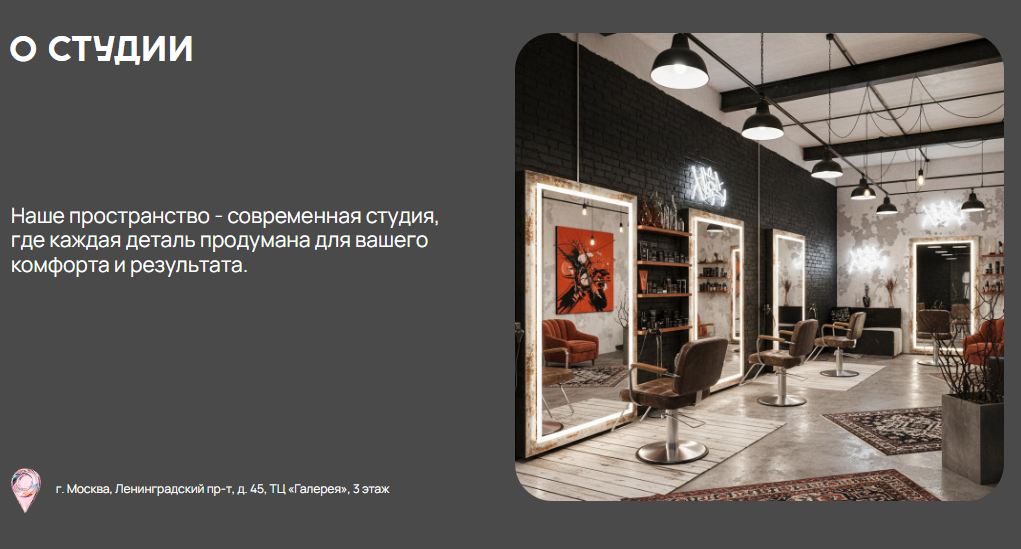 О СТУДИИ
Наше пространство - современная студия,
где каждая деталь продумана для вашего
комфорта и результата.
г. Москва, Ленинградский пр-т, д. 45, ТЦ «Галерея», 3 этаж